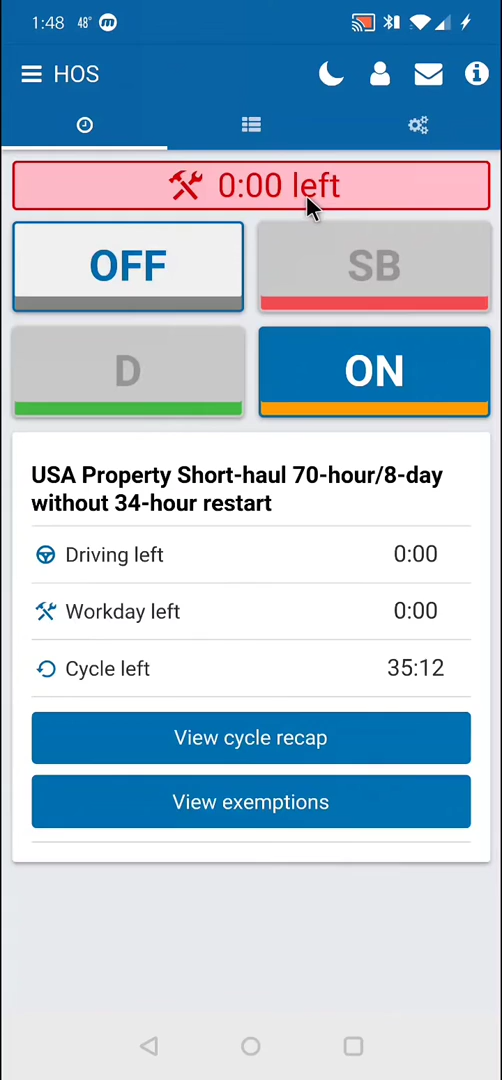 1:48 48° m
HOS
0:00 left
OFF SB
D ON
USA Property Short-haul 70-hour/8-day
without 34-hour restart
Driving left 0:00
Workday left 0:00
Cycle left 35:12
View cycle recap
View exemptions